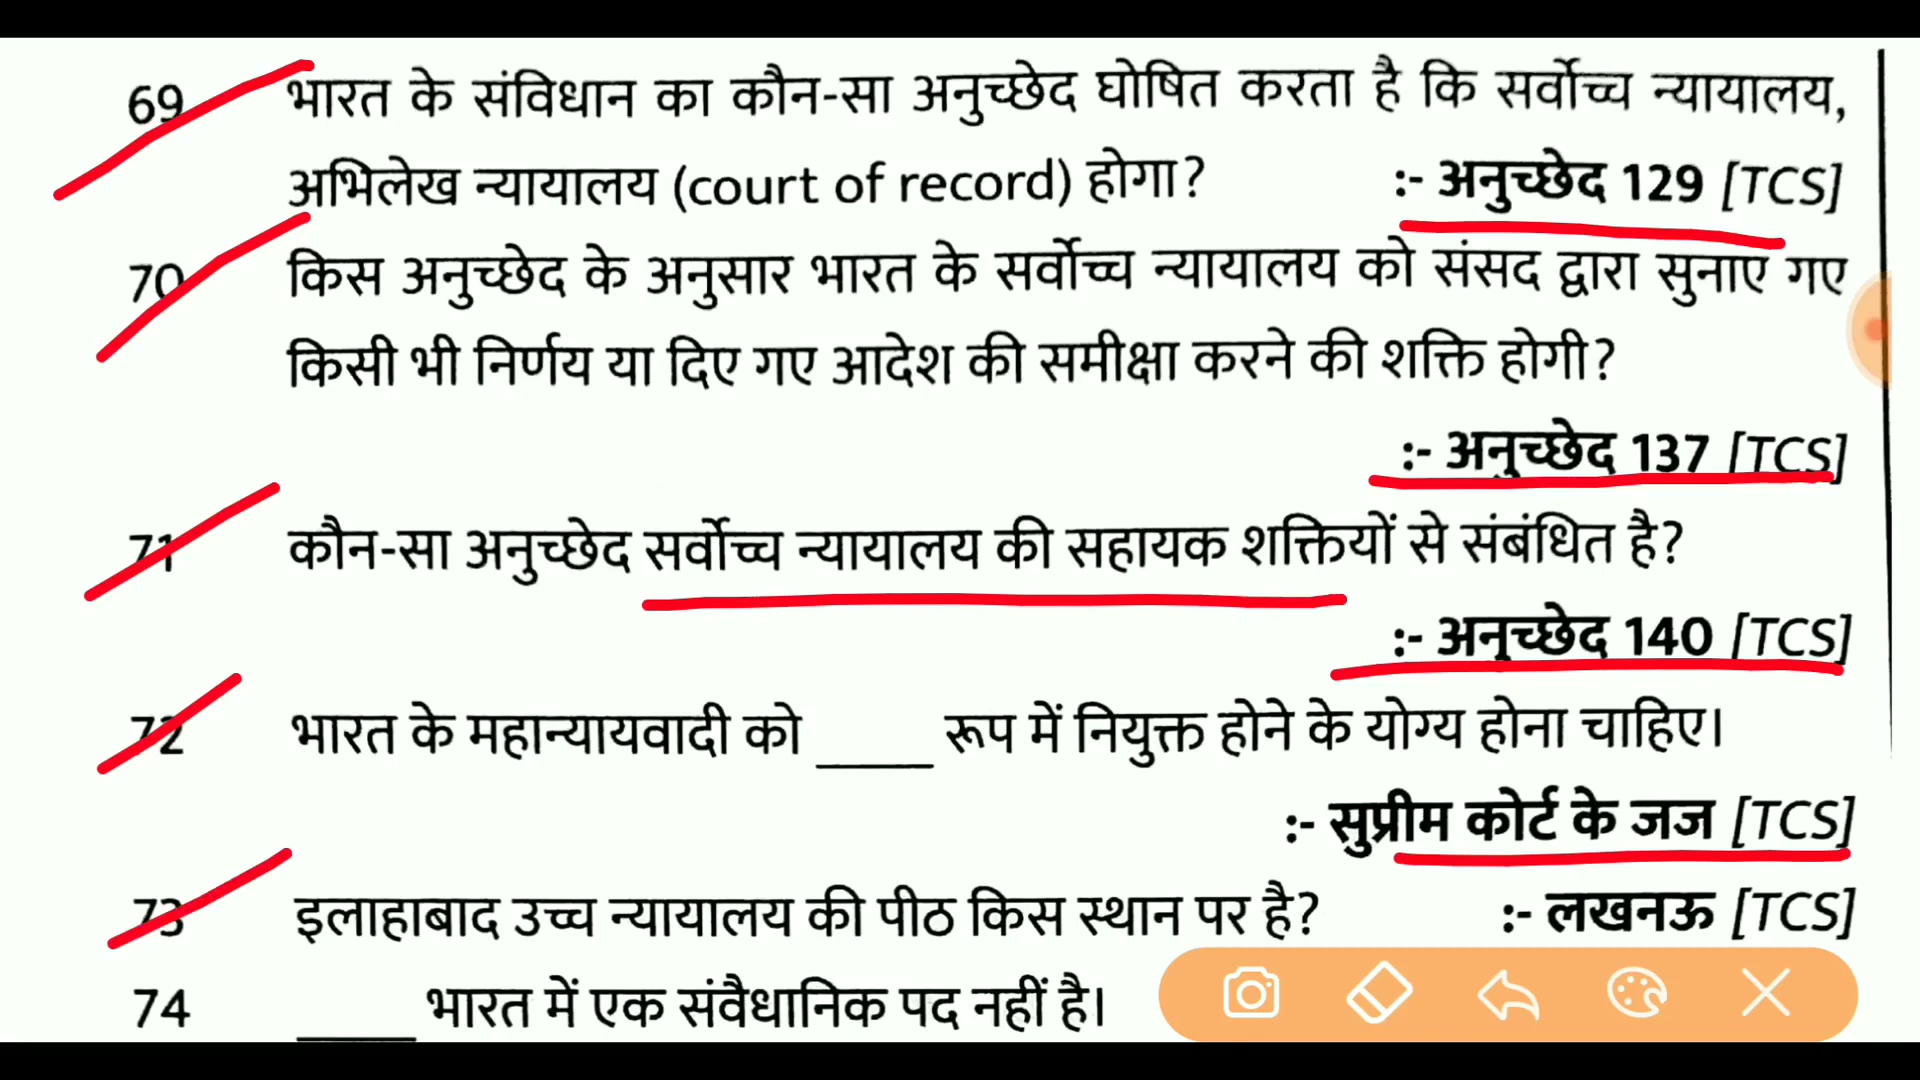 69 भारत के संविधान का कौन-सा अनुच्छेद घोषित करता है कि सर्वोच्च न्यायालय,
अभिलेख न्यायालय (court of record) होगा? :- अनुच्छेद 129 [TCS]
70 किस अनुच्छेद के अनुसार भारत के सर्वोच्च न्यायालय को संसद द्वारा सुनाए गए
किसी भी निर्णय या दिए गए आदेश की समीक्षा करने की शक्ति होगी?
:- अनुच्छेद 137 [TCS]
71 कौन-सा अनुच्छेद सर्वोच्च न्यायालय की सहायक शक्तियों से संबंधित है?
:- अनुच्छेद 140 [TCS]
72 भारत के महान्यायवादी को ____ रूप में नियुक्त होने के योग्य होना चाहिए।
:- सुप्रीम कोर्ट के जज [TCS]
73 इलाहाबाद उच्च न्यायालय की पीठ किस स्थान पर है? :- लखनऊ [TCS]
74 ____ भारत में एक संवैधानिक पद नहीं है।